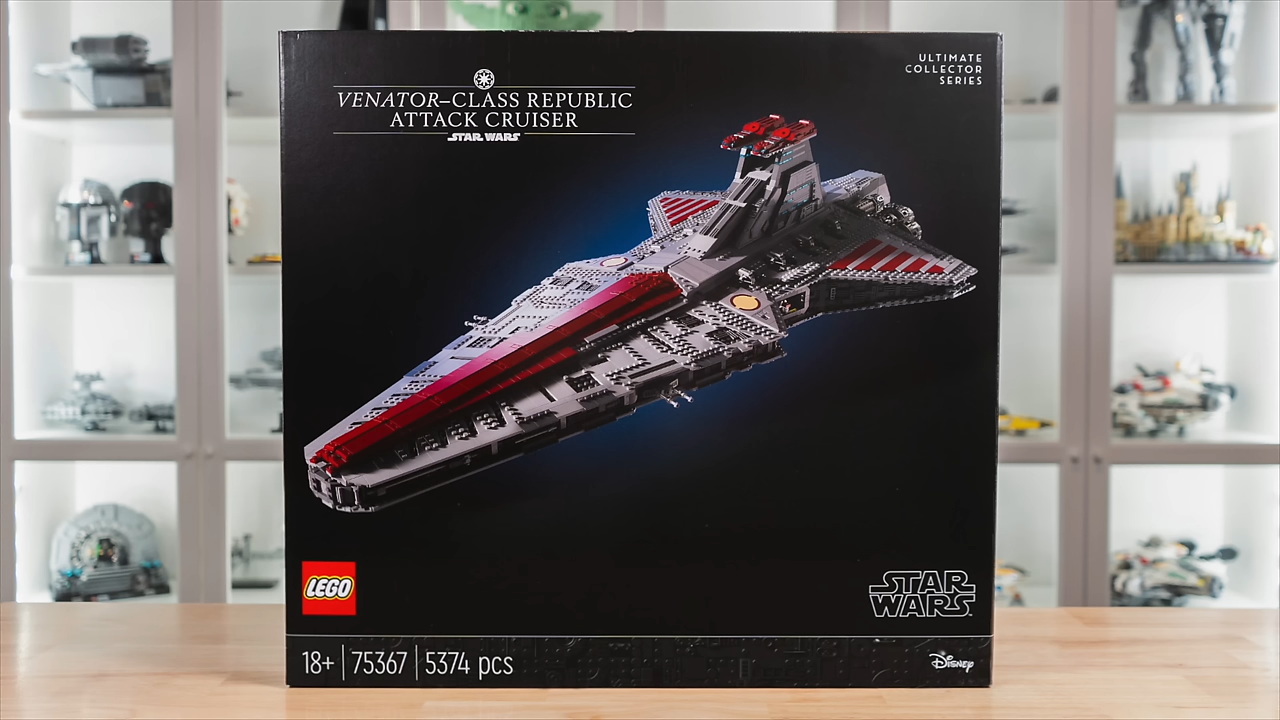 VENATOR–CLASS REPUBLIC
ATTACK CRUISER
STAR WARS
ULTIMATE
COLLECTOR
SERIES
LEGO
STAR
WARS
18+ 75367 5374 pcs
Disney